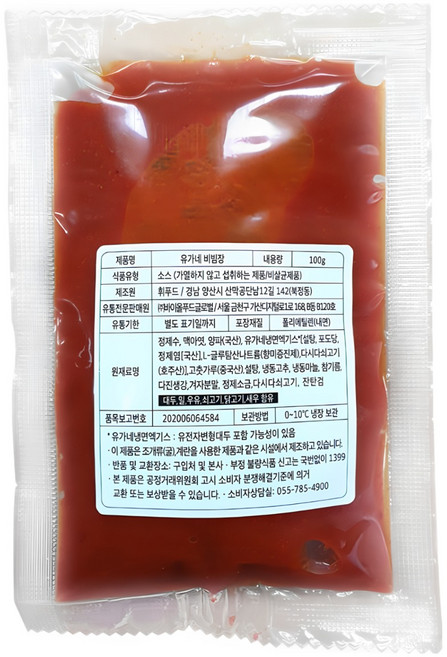 제품명 유가네 비빔장 내용량 100g
식품유형 소스 (가열하지 않고 섭취하는 제품/비살균제품)
제조원 휘푸드 / 경남 양산시 산막공단남12길 142(북정동)
유통전문판매원 ㈜바이올푸드글로벌 / 서울 금천구 가산디지털1로 168, B동 B120호
유통기한 별도 표기일까지 포장재질 폴리에틸렌(내면)
원재료명
정제수, 맥아엿, 양파(국산), 유가네냉면엑기스*[설탕, 포도당,
정제염(국산), L-글루탐산나트륨(향미증진제), 다시다쇠고기
(호주산)], 고춧가루(중국산), 설탕, 냉동고추, 냉동마늘, 참기름,
다진생강, 겨자분말, 정제소금, 다시다쇠고기, 잔탄검
대두, 밀, 우유, 쇠고기, 닭고기, 새우 함유
품목보고번호 202006064584 보관방법 0~10℃ 냉장 보관
* 유가네냉면엑기스 : 유전자변형대두 포함 가능성이 있음
· 이 제품은 조개류(굴), 계란을 사용한 제품과 같은 시설에서 제조하고 있습니다.
· 반품 및 교환장소: 구입처 및 본사 · 부정 불량식품 신고는 국번없이 1399
· 본 제품은 공정거래위원회 고시 소비자 분쟁해결기준에 의거
교환 또는 보상받을 수 있습니다. · 소비자상담실: 055-785-4900